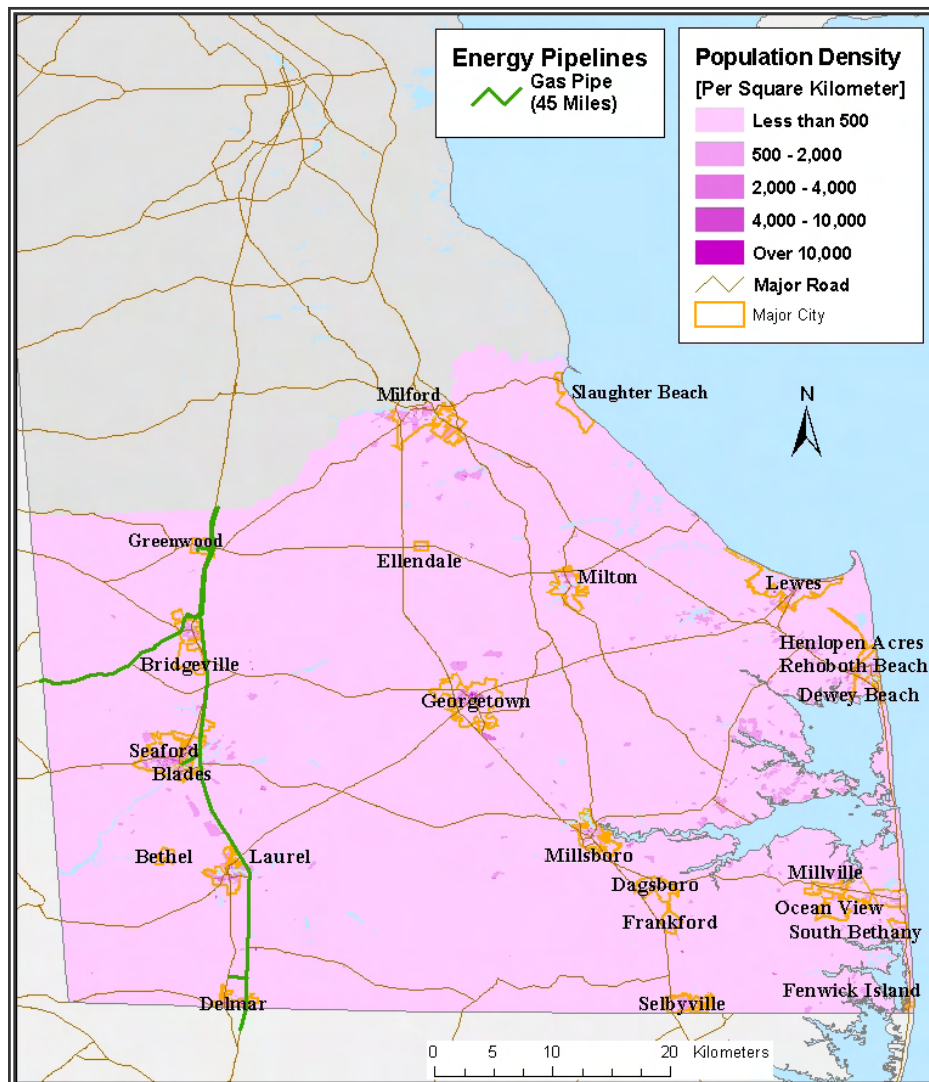 Energy Pipelines
Gas Pipe
(45 Miles)
Population Density
[Per Square Kilometer]
Less than 500
500 - 2,000
2,000 - 4,000
4,000 - 10,000
Over 10,000
Major Road
Major City
N
Milford
Slaughter Beach
Greenwood
Ellendale
Milton
Lewes
Henlopen Acres
Bridgeville
Rehoboth Beach
Dewey Beach
Georgetown
Seaford
Blades
Bethel
Laurel
Millsboro
Millville
Dagsboro
Ocean View
Frankford
South Bethany
Fenwick Island
Delmar
Selbyville
0 5 10 20 Kilometers